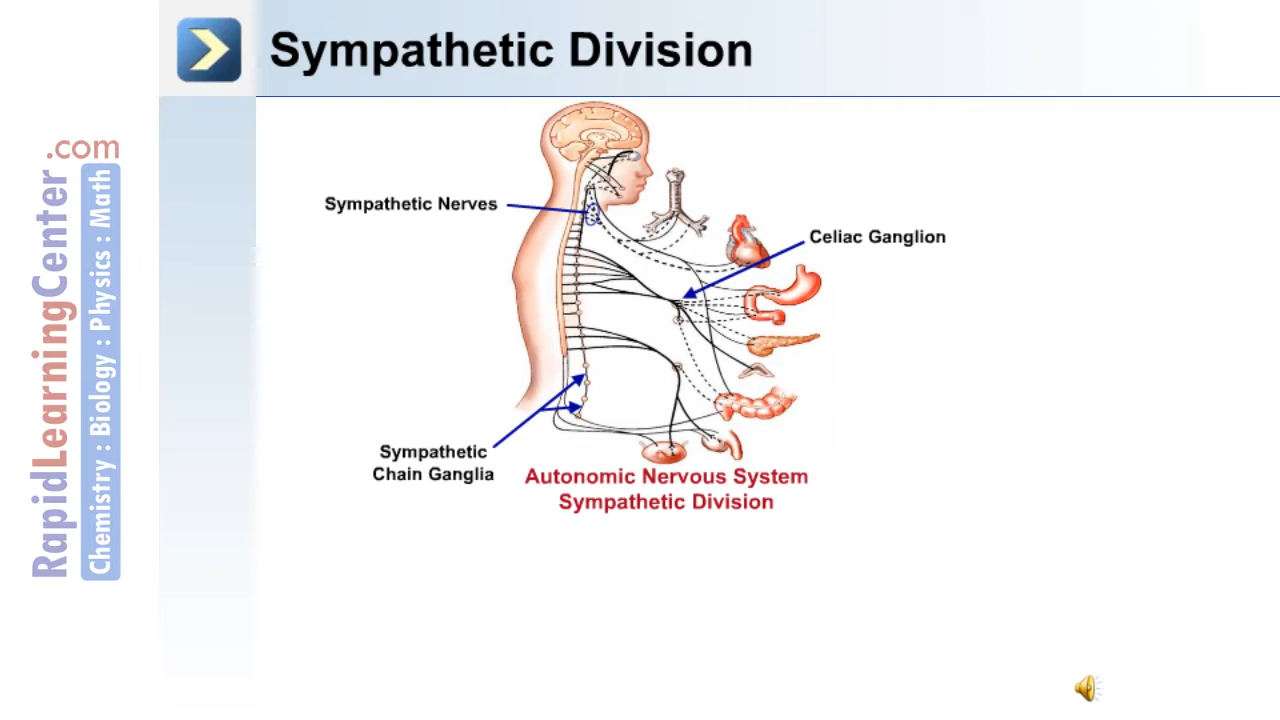 Sympathetic Division
RapidLearningCenter.com
Chemistry : Biology : Physics : Math
Sympathetic Nerves
Celiac Ganglion
Sympathetic
Chain Ganglia
Autonomic Nervous System
Sympathetic Division